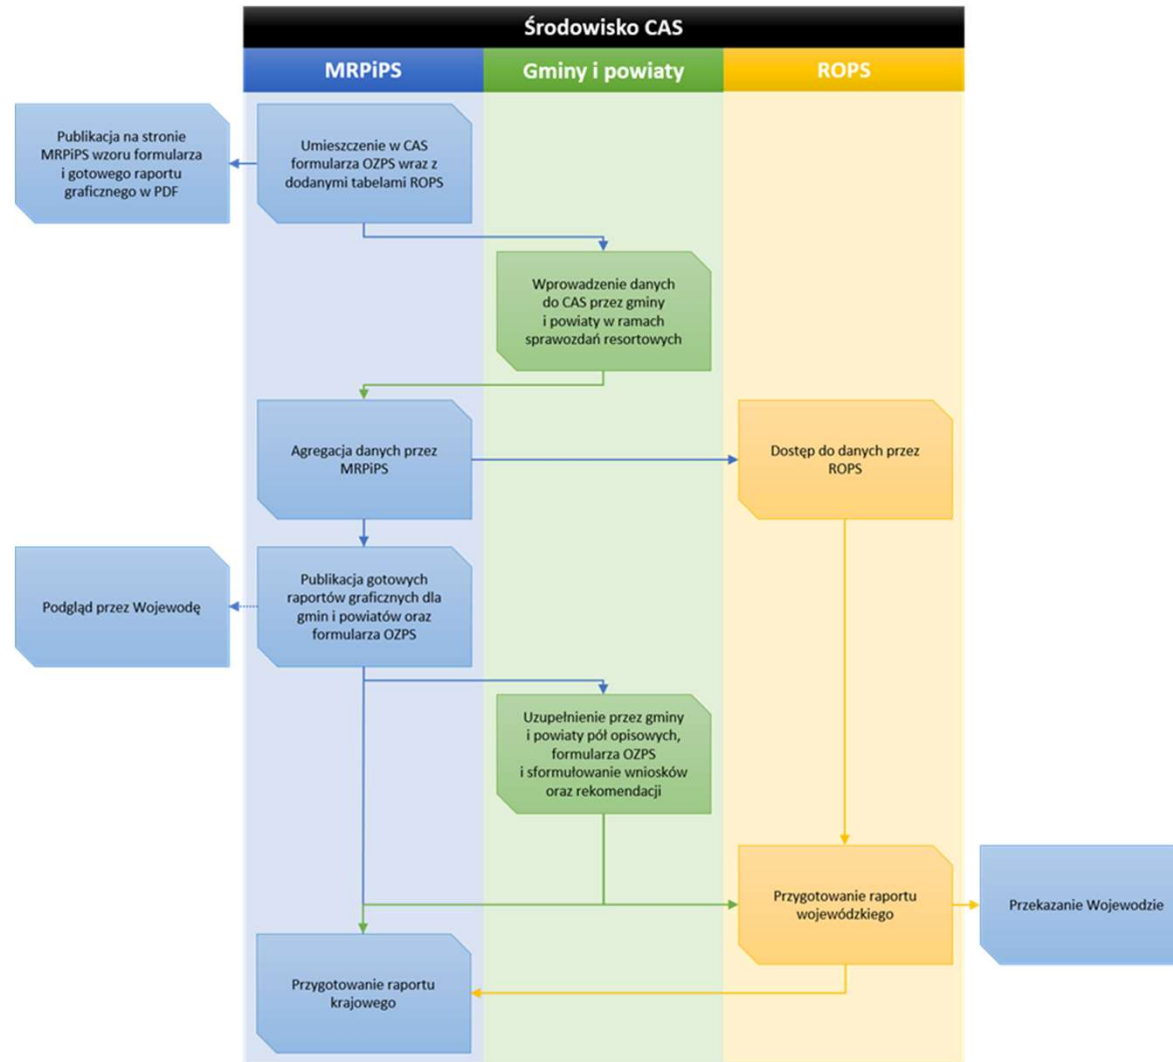 Środowisko CAS
MRPiPS
Gminy i powiaty
ROPS
Publikacja na stronie
MRPiPS wzoru formularza
i gotowego raportu
graficznego w PDF
Umieszczenie w CAS
formularza OZPS wraz z
dodanymi tabelami ROPS
Wprowadzenie danych
do CAS przez gminy
i powiaty w ramach
sprawozdań resortowych
Agregacja danych przez
MRPiPS
Dostęp do danych przez
ROPS
Podgląd przez Wojewodę
Publikacja gotowych
raportów graficznych dla
gmin i powiatów oraz
formularza OZPS
Uzupełnienie przez gminy
i powiaty pól opisowych,
formularza OZPS
i sformułowanie wniosków
oraz rekomendacji
Przygotowanie raportu
wojewódzkiego
Przekazanie Wojewodzie
Przygotowanie raportu
krajowego